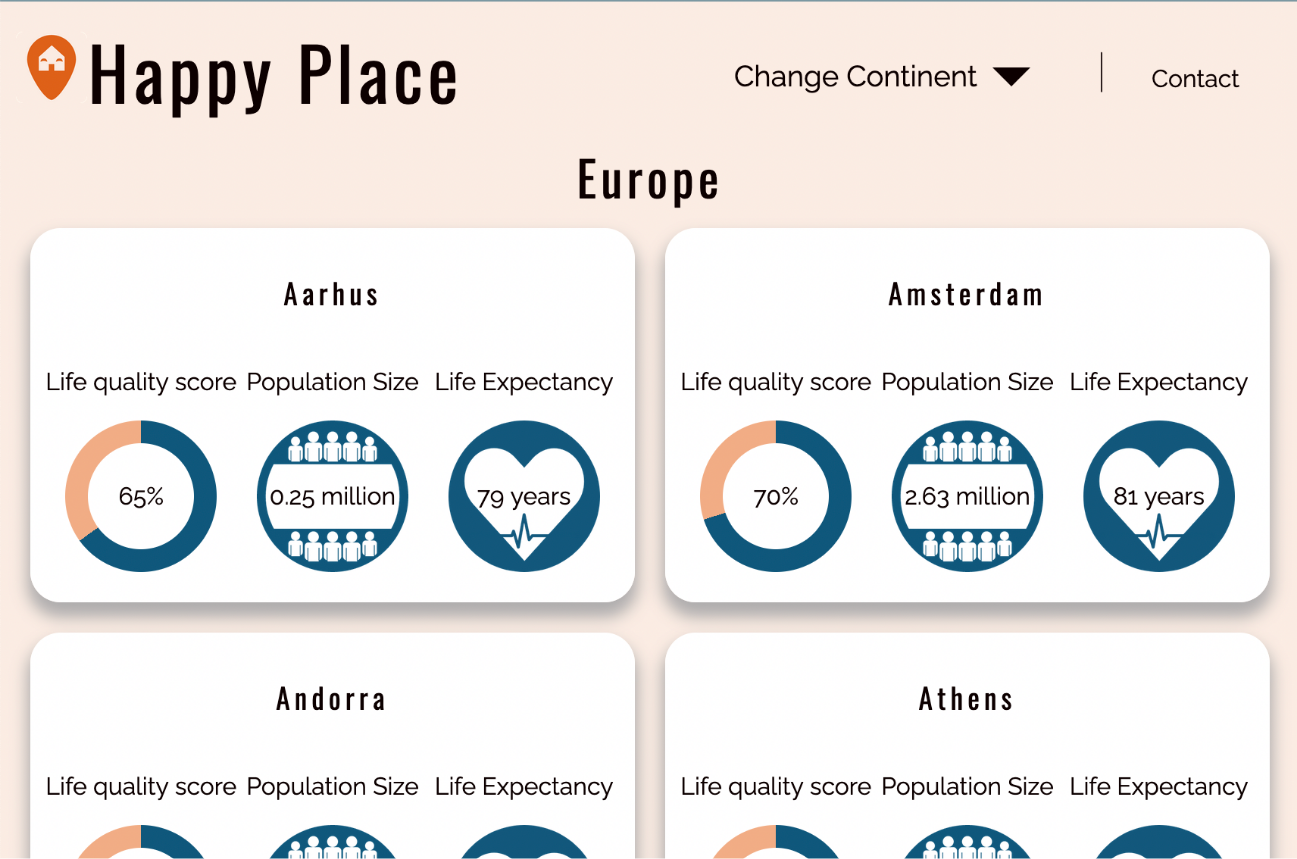 Happy Place
Change Continent
Contact
Europe
Aarhus
Life quality score Population Size Life Expectancy
65% 0.25 million 79 years
Amsterdam
Life quality score Population Size Life Expectancy
70% 2.63 million 81 years
Andorra
Life quality score Population Size Life Expectancy
Athens
Life quality score Population Size Life Expectancy